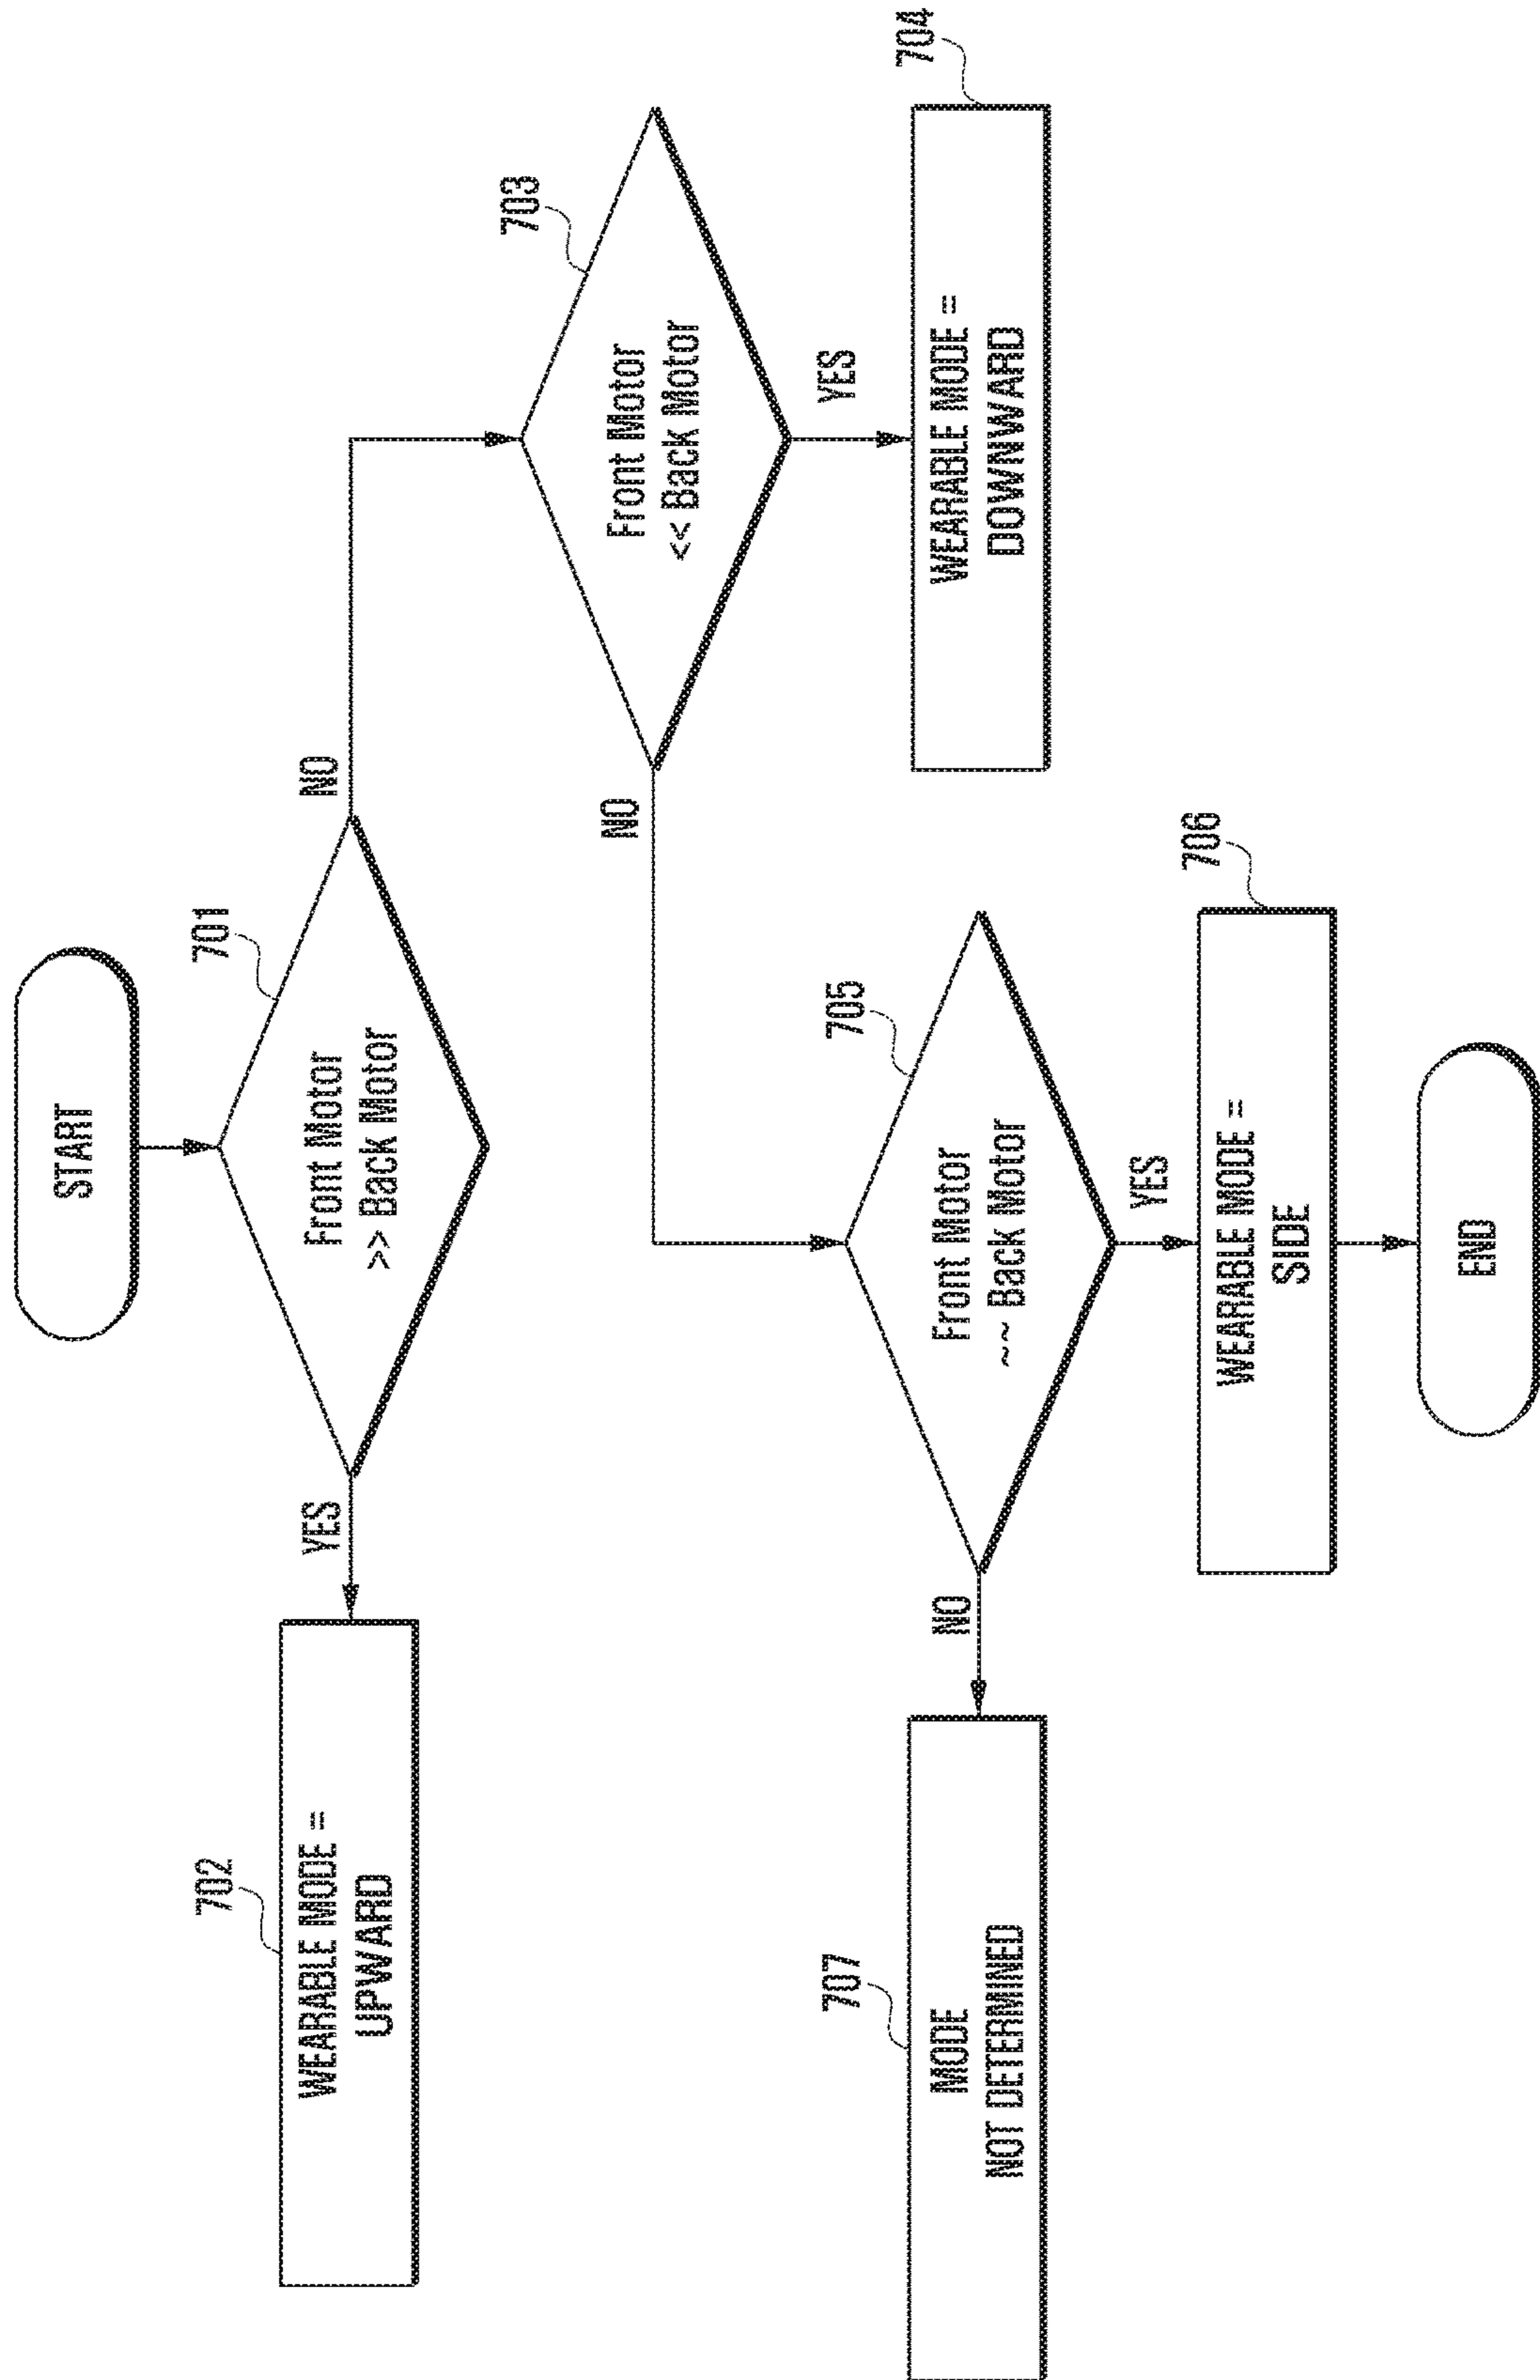 START
701
Front Motor
>> Back Motor
YES
NO
702
WEARABLE MODE =
UPWARD
703
Front Motor
<< Back Motor
NO
YES
704
WEARABLE MODE =
DOWNWARD
705
Front Motor
~~ Back Motor
NO
YES
707
MODE
NOT DETERMINED
706
WEARABLE MODE =
SIDE
END